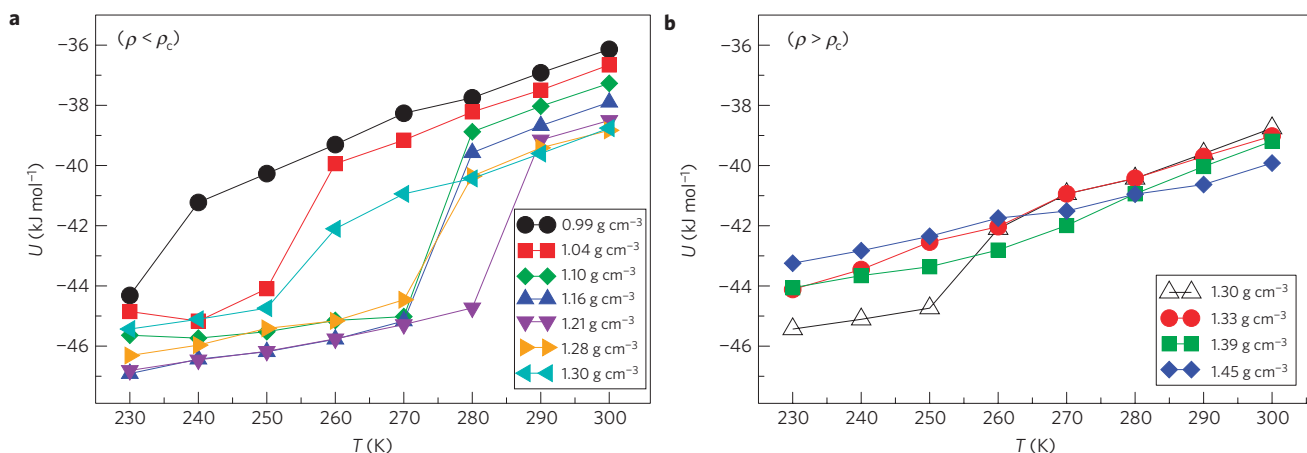 a
(ρ < ρc)
U (kJ mol⁻¹)
−36
−38
−40
−42
−44
−46
230 240 250 260 270 280 290 300
T (K)
0.99 g cm⁻³
1.04 g cm⁻³
1.10 g cm⁻³
1.16 g cm⁻³
1.21 g cm⁻³
1.28 g cm⁻³
1.30 g cm⁻³
b
(ρ > ρc)
U (kJ mol⁻¹)
−36
−38
−40
−42
−44
−46
230 240 250 260 270 280 290 300
T (K)
1.30 g cm⁻³
1.33 g cm⁻³
1.39 g cm⁻³
1.45 g cm⁻³